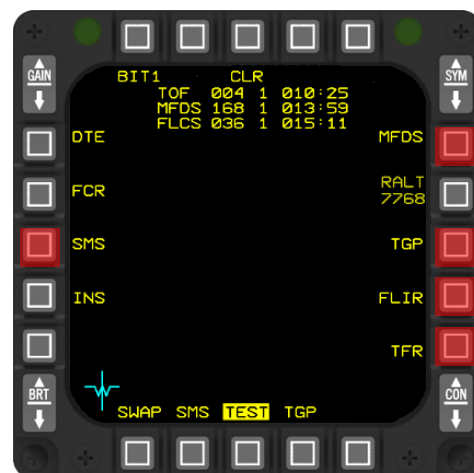 GAIN
SYM
BIT1 CLR
TOF 004 1 010:25
MFDS 168 1 013:59
FLCS 036 1 015:11
DTE MFDS
FCR RALT
7768
SMS TGP
INS FLIR
TFR
BRT
CON
SWAP SMS TEST TGP